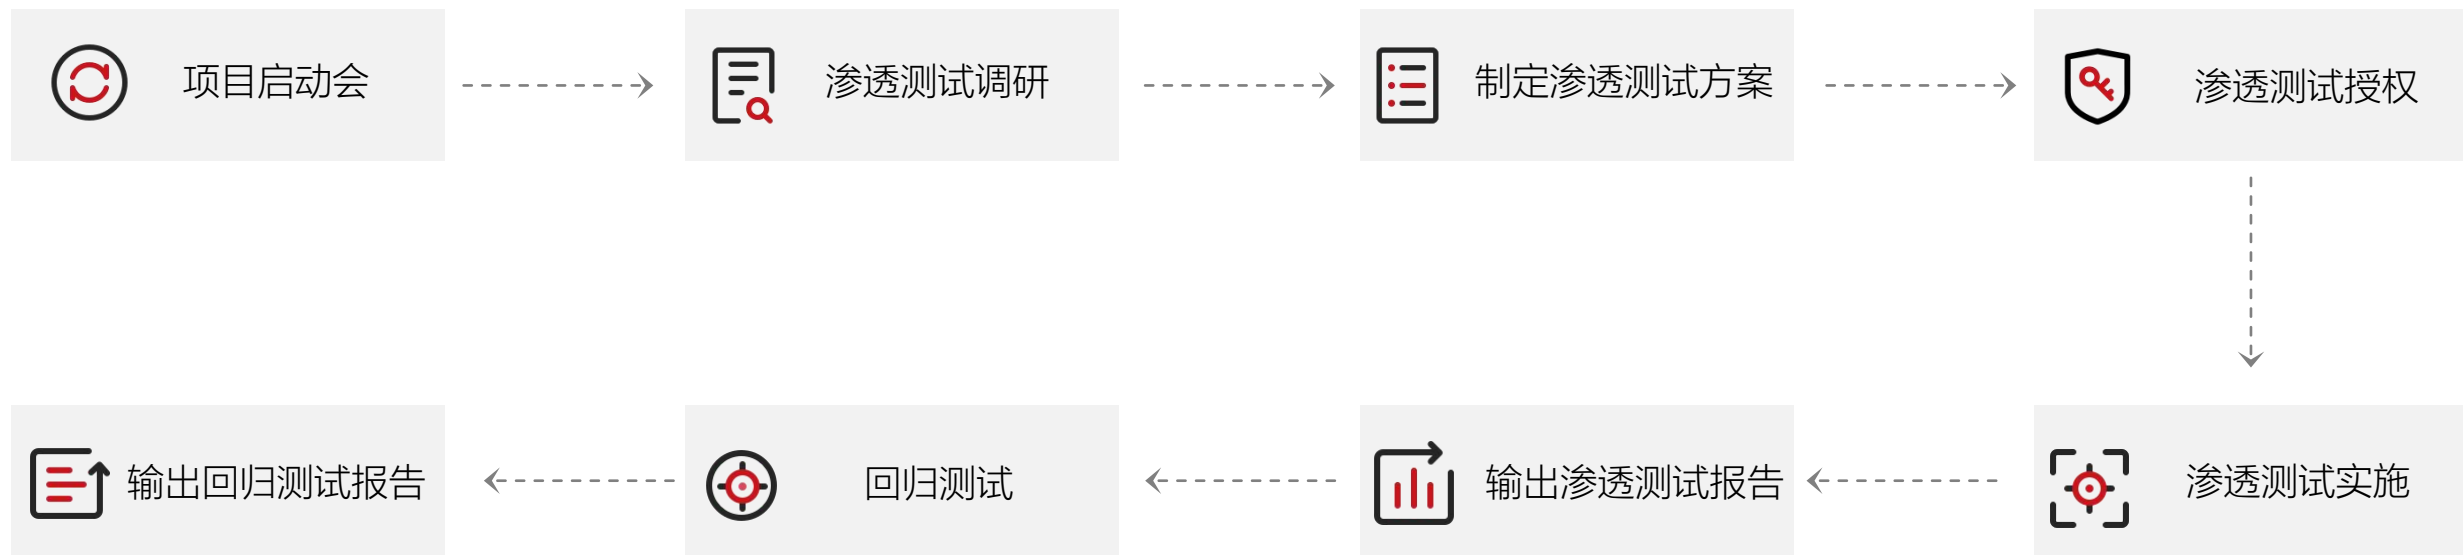 项目启动会
渗透测试调研
制定渗透测试方案
渗透测试授权
输出回归测试报告
回归测试
输出渗透测试报告
渗透测试实施